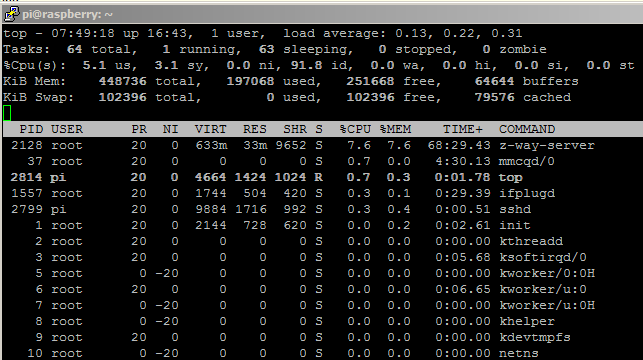 pi@raspberry: ~
top - 07:49:18 up 16:43,  1 user,  load average: 0.13, 0.22, 0.31
Tasks:  64 total,   1 running,  63 sleeping,   0 stopped,   0 zombie
%Cpu(s):  5.1 us,  3.1 sy,  0.0 ni, 91.8 id,  0.0 wa,  0.0 hi,  0.0 si,  0.0 st
KiB Mem:    448736 total,   197068 used,   251668 free,    64644 buffers
KiB Swap:   102396 total,        0 used,   102396 free,    79576 cached
PID USER      PR  NI  VIRT  RES  SHR S  %CPU %MEM    TIME+  COMMAND
2128 root      20   0  633m  33m 9652 S   7.6  7.6  68:29.43 z-way-server
37 root      20   0     0    0    0 S   0.7  0.0   4:30.13 mmcqd/0
2814 pi        20   0  4664 1424 1024 R   0.7  0.3   0:01.78 top
1557 root      20   0  1744  504  420 S   0.3  0.1   0:29.39 ifplugd
2799 pi        20   0  9884 1716  992 S   0.3  0.4   0:00.51 sshd
1 root      20   0  2144  728  620 S   0.0  0.2   0:02.61 init
2 root      20   0     0    0    0 S   0.0  0.0   0:00.00 kthreadd
3 root      20   0     0    0    0 S   0.0  0.0   0:05.68 ksoftirqd/0
5 root       0 -20     0    0    0 S   0.0  0.0   0:00.00 kworker/0:0H
6 root      20   0     0    0    0 S   0.0  0.0   0:06.65 kworker/u:0
7 root       0 -20     0    0    0 S   0.0  0.0   0:00.00 kworker/u:0H
8 root       0 -20     0    0    0 S   0.0  0.0   0:00.00 khelper
9 root      20   0     0    0    0 S   0.0  0.0   0:00.00 kdevtmpfs
10 root       0 -20     0    0    0 S   0.0  0.0   0:00.00 netns